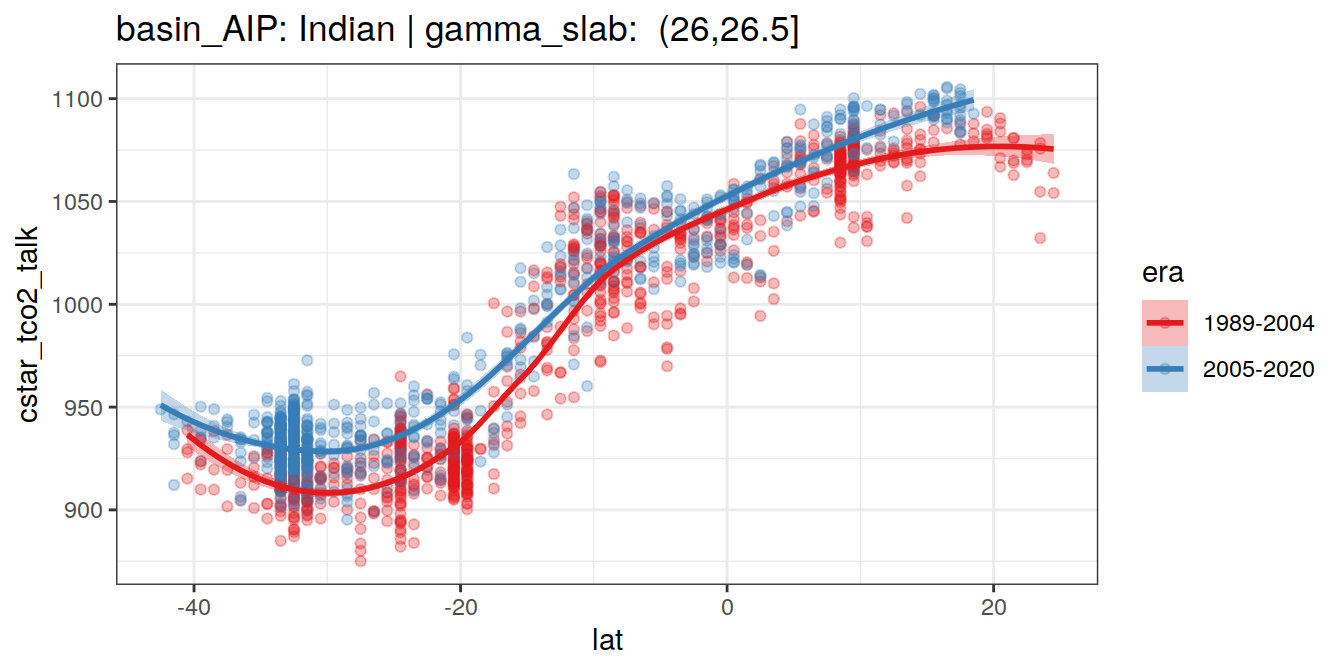 basin_AIP: Indian | gamma_slab:  (26,26.5]
cstar_tco2_talk
1100
1050
1000
950
900
-40
-20
0
20
lat
era
1989-2004
2005-2020